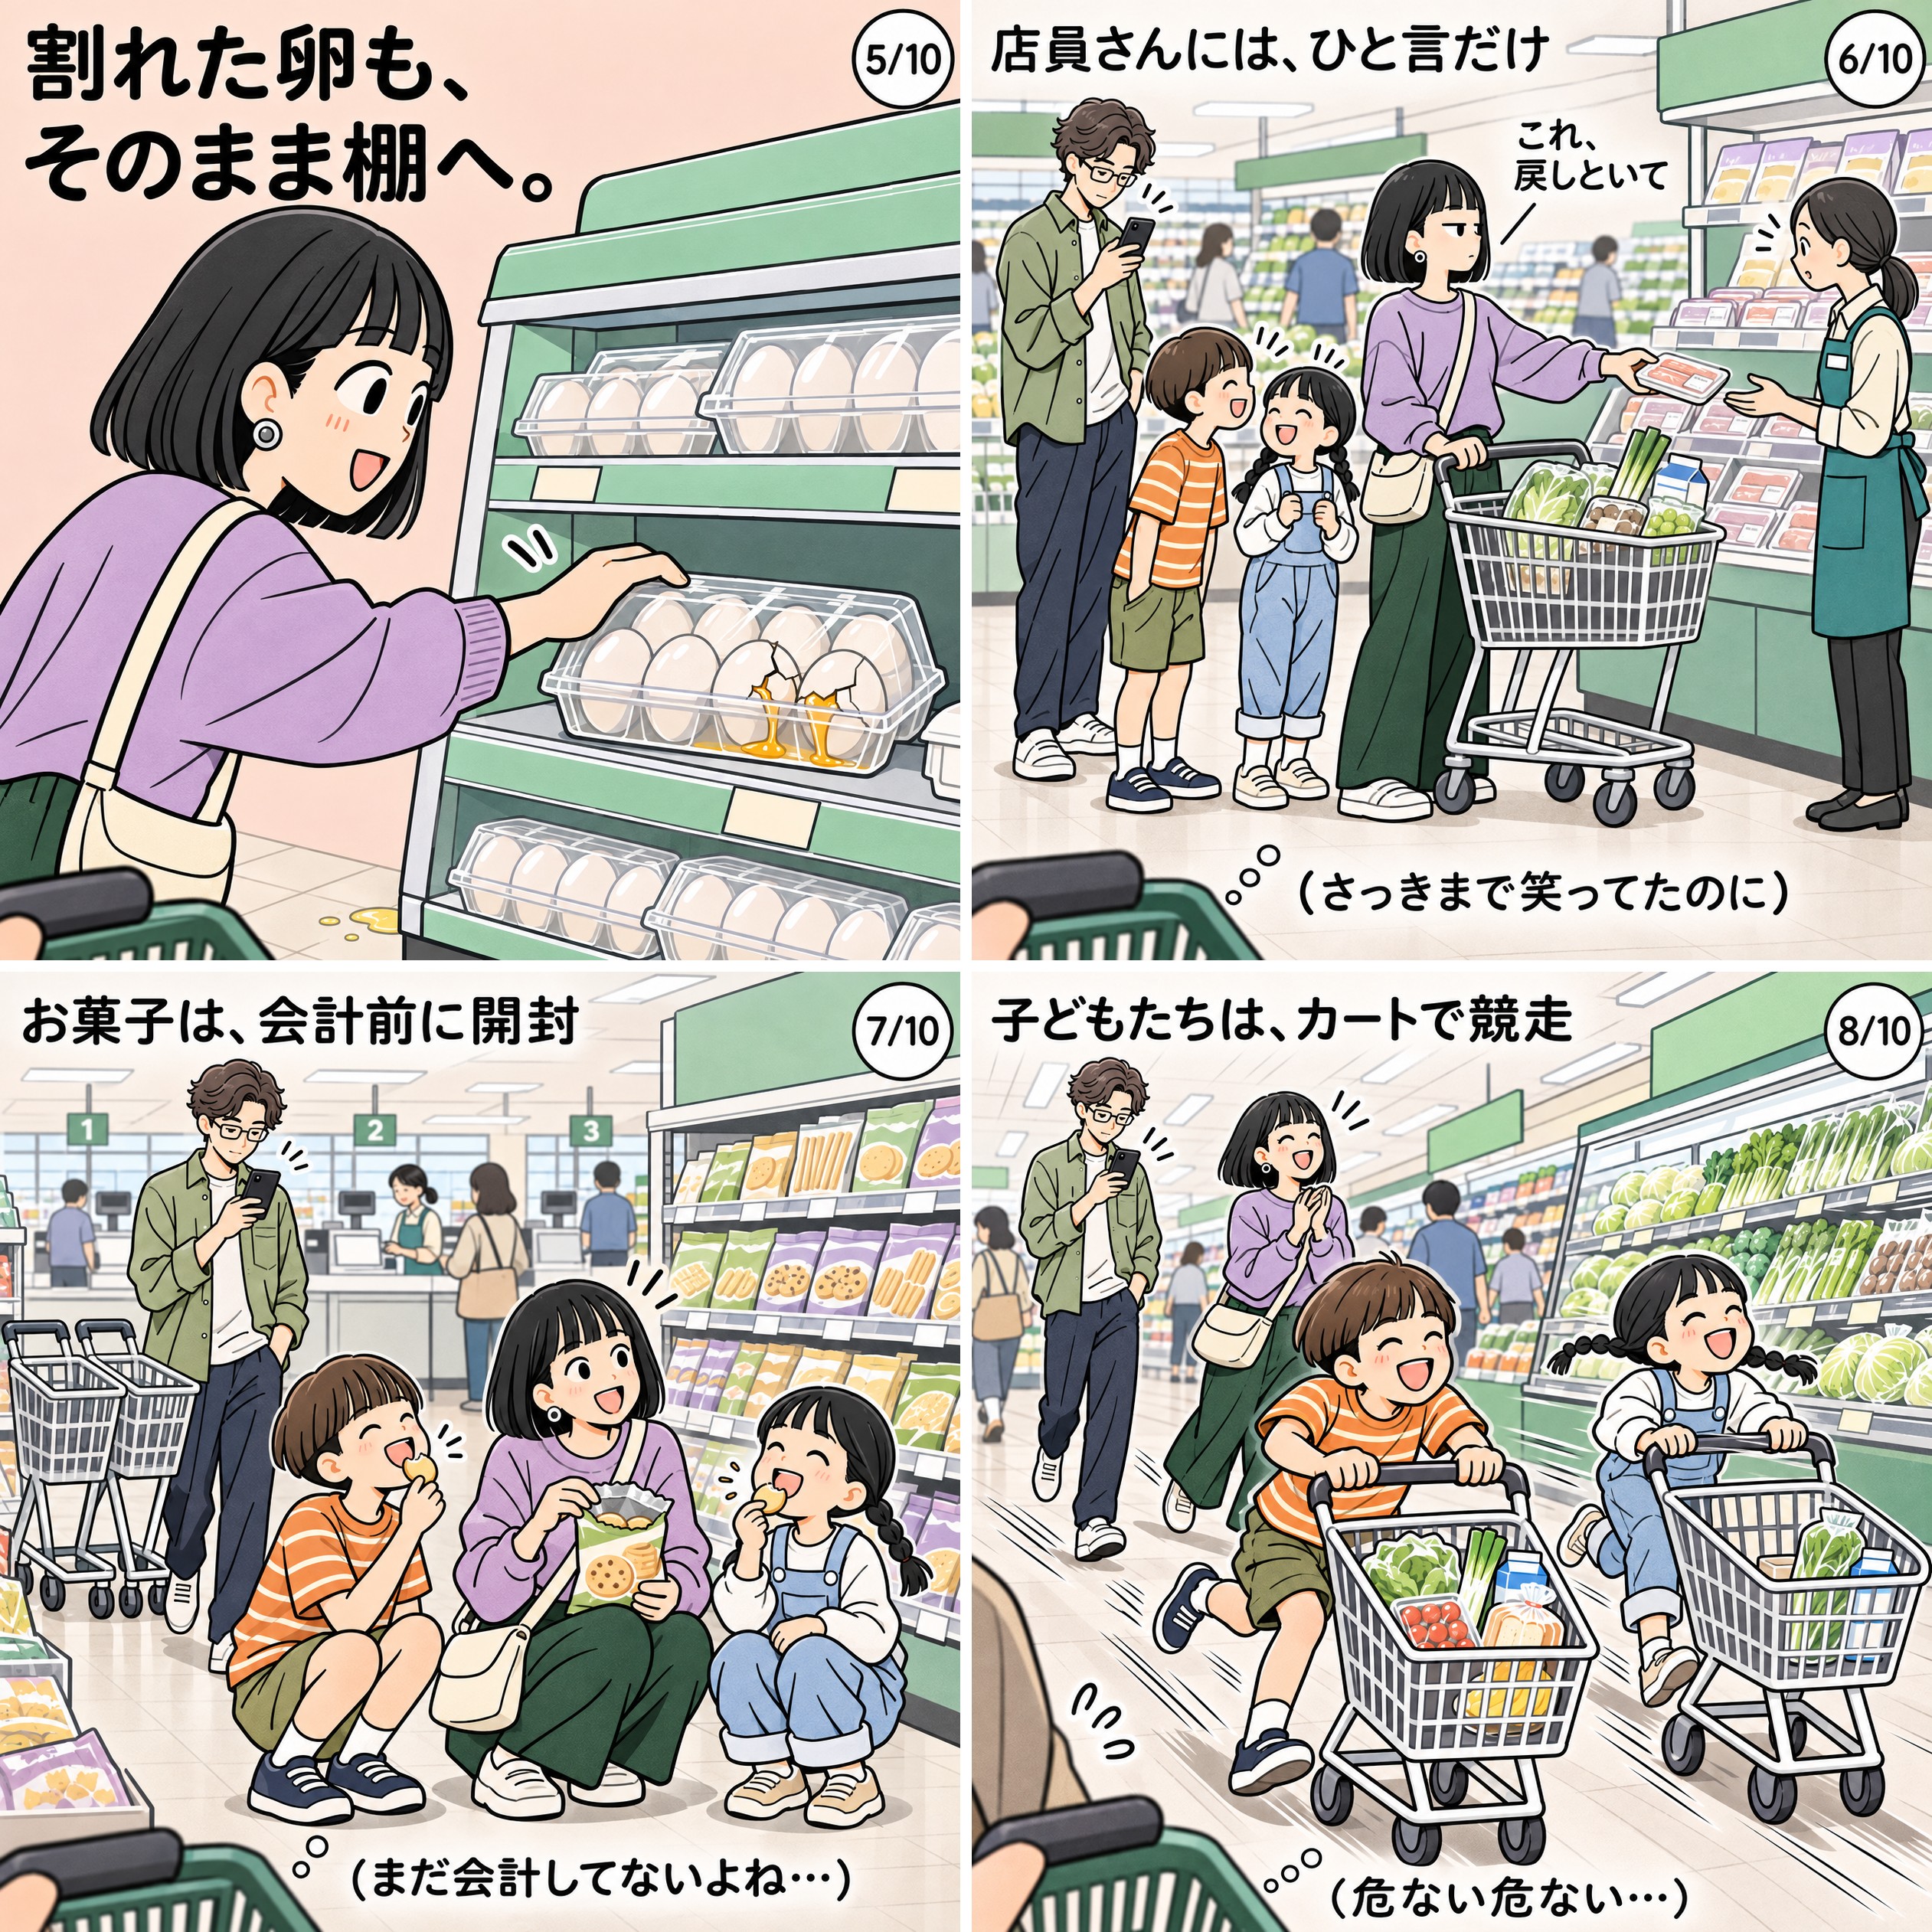 割れた卵も、
そのまま棚へ。
5/10
店員さんには、ひと言だけ
6/10
これ、
戻しといて
(さっきまで笑ってたのに)
お菓子は、会計前に開封
7/10
1
2
3
(まだ会計してないよね…)
子どもたちは、カートで競走
8/10
(危ない危ない…)